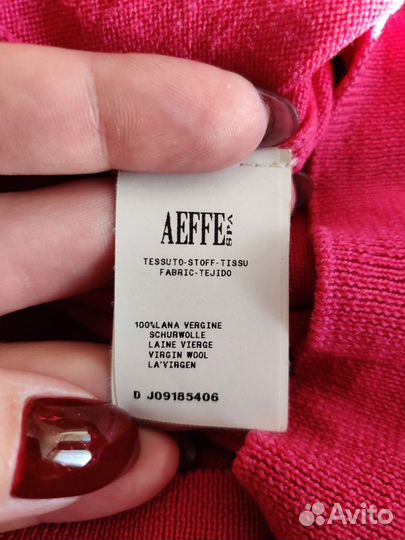 AEFFE SPA
TESSUTO-STOFF-TISSU
FABRIC-TEJIDO
100%LANA VERGINE
SCHURWOLLE
LAINE VIERGE
VIRGIN WOOL
LA'VIRGEN
D J09185406
Avito